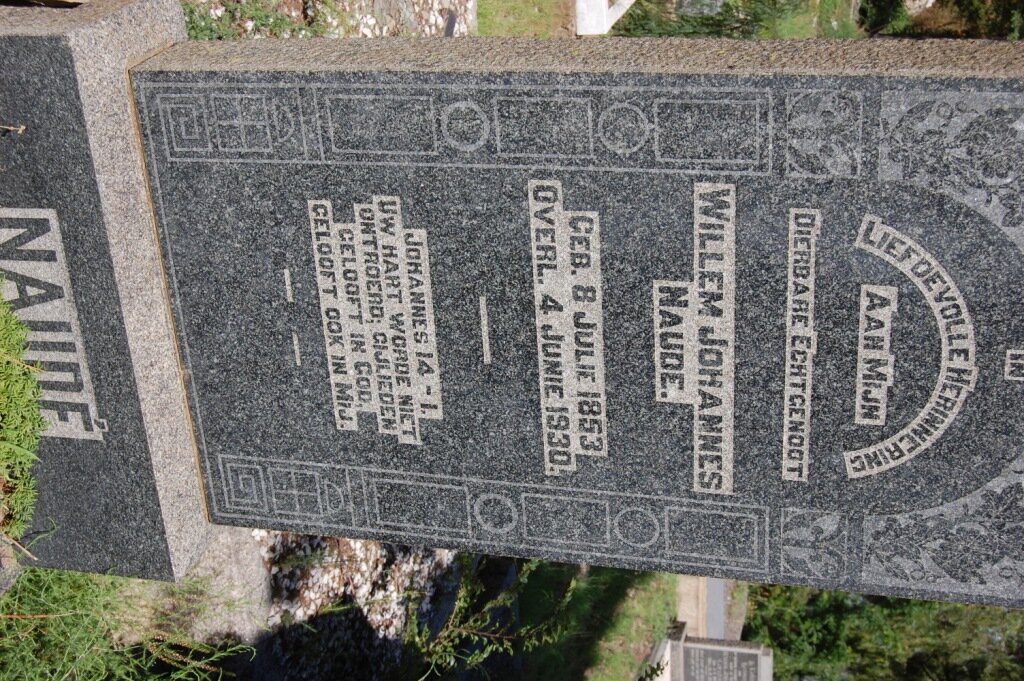 IN
LIEFDEVOLLE HERINNERING
AAN MIJN
DIERBARE ECHTGENOOT
WILLEM JOHANNES
NAUDE.
GEB. 8 JULIE 1853
OVERL. 4 JUNIE 1930.
JOHANNES 14-1.
UW HART WORDE NIET
ONTROERD, GIJLIEDEN
GELOOFT IN GOD,
GELOOFT OOK IN MIJ.
NAUDÉ